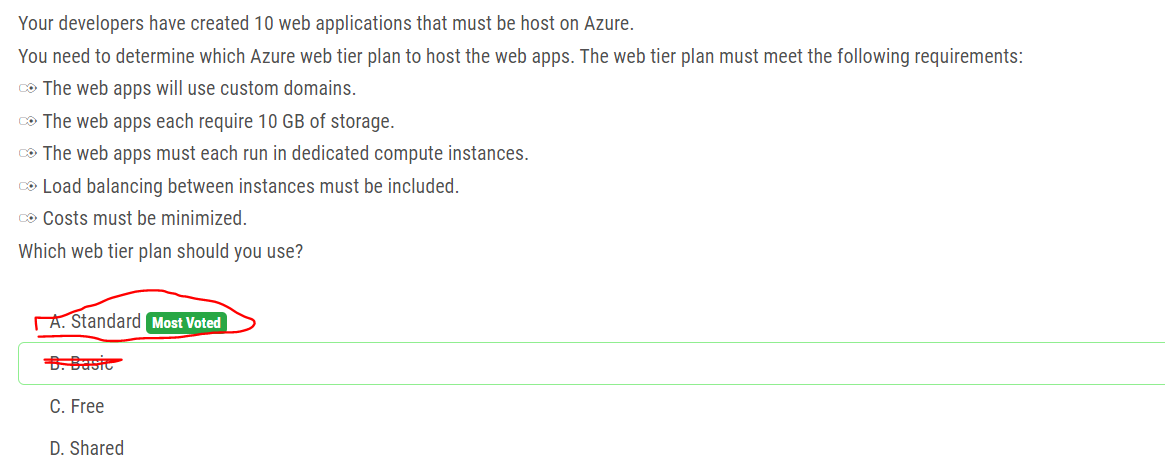 Your developers have created 10 web applications that must be host on Azure.
You need to determine which Azure web tier plan to host the web apps. The web tier plan must meet the following requirements:
The web apps will use custom domains.
The web apps each require 10 GB of storage.
The web apps must each run in dedicated compute instances.
Load balancing between instances must be included.
Costs must be minimized.
Which web tier plan should you use?
A. Standard Most Voted
B. Basic
C. Free
D. Shared